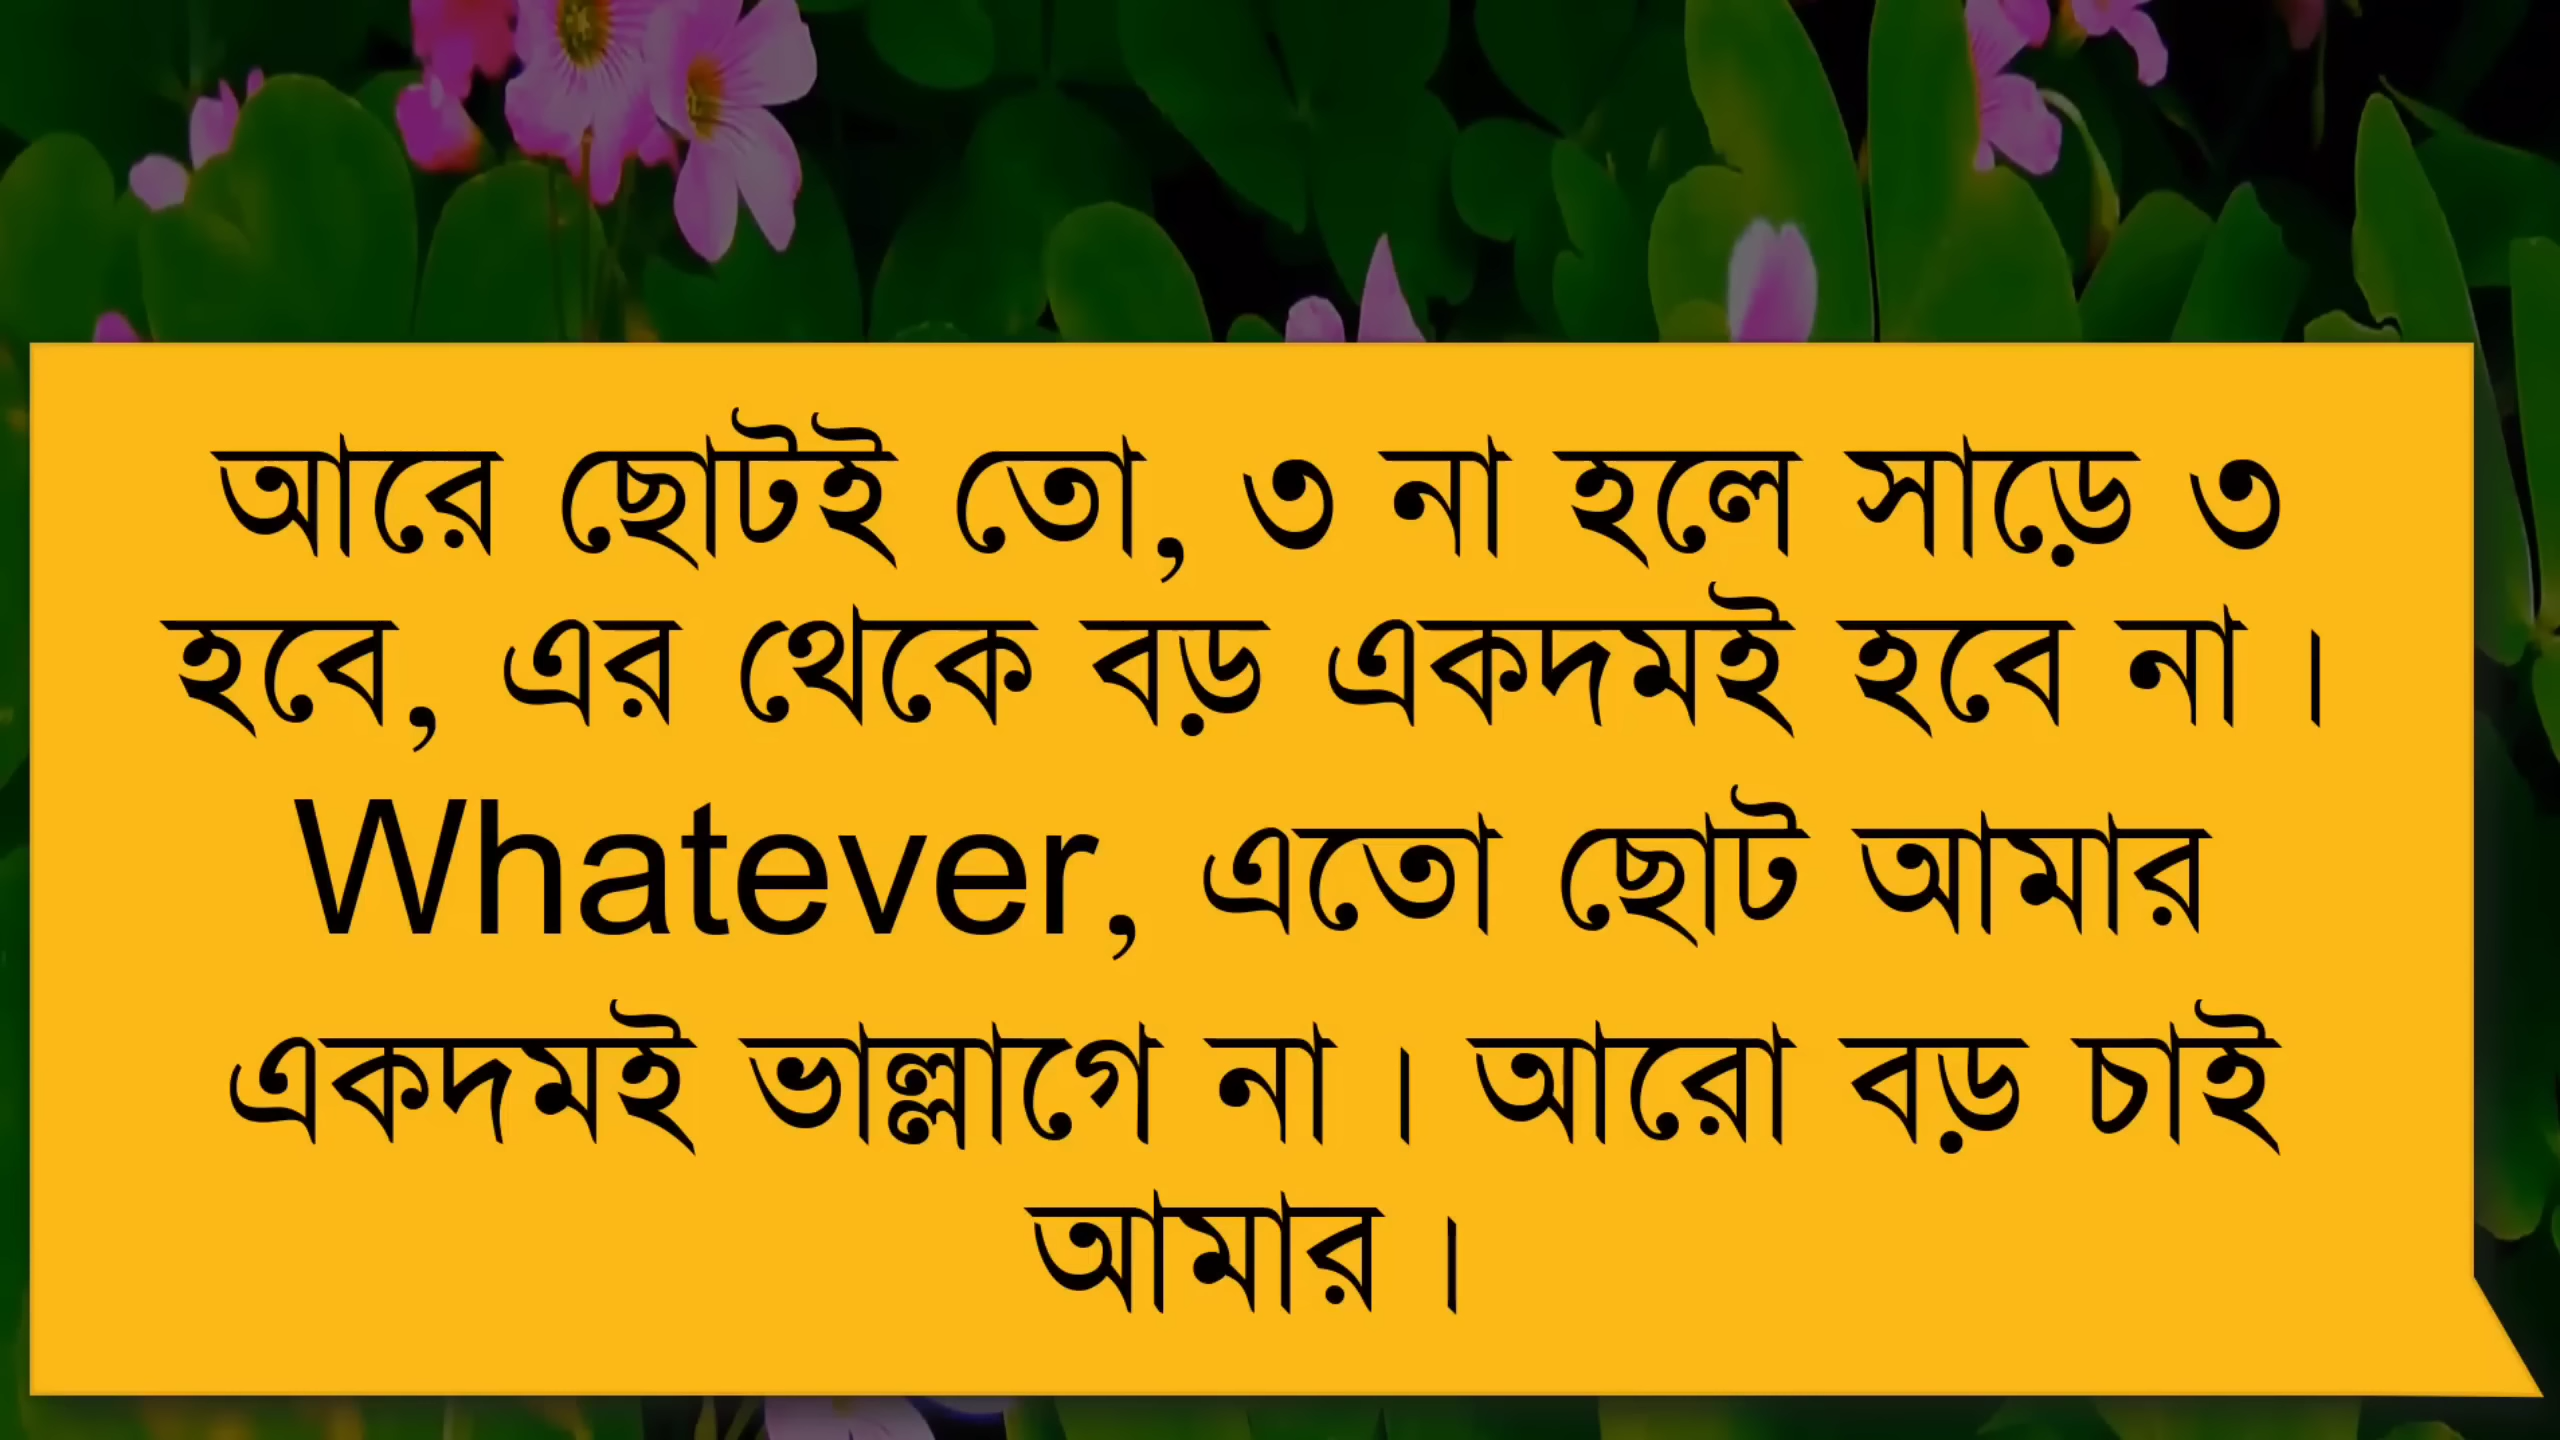 আরে ছোটই তো, ৩ না হলে সাড়ে ৩
হবে, এর থেকে বড় একদমই হবে না।
Whatever, এতো ছোট আমার
একদমই ভাল্লাগে না। আরো বড় চাই
আমার।